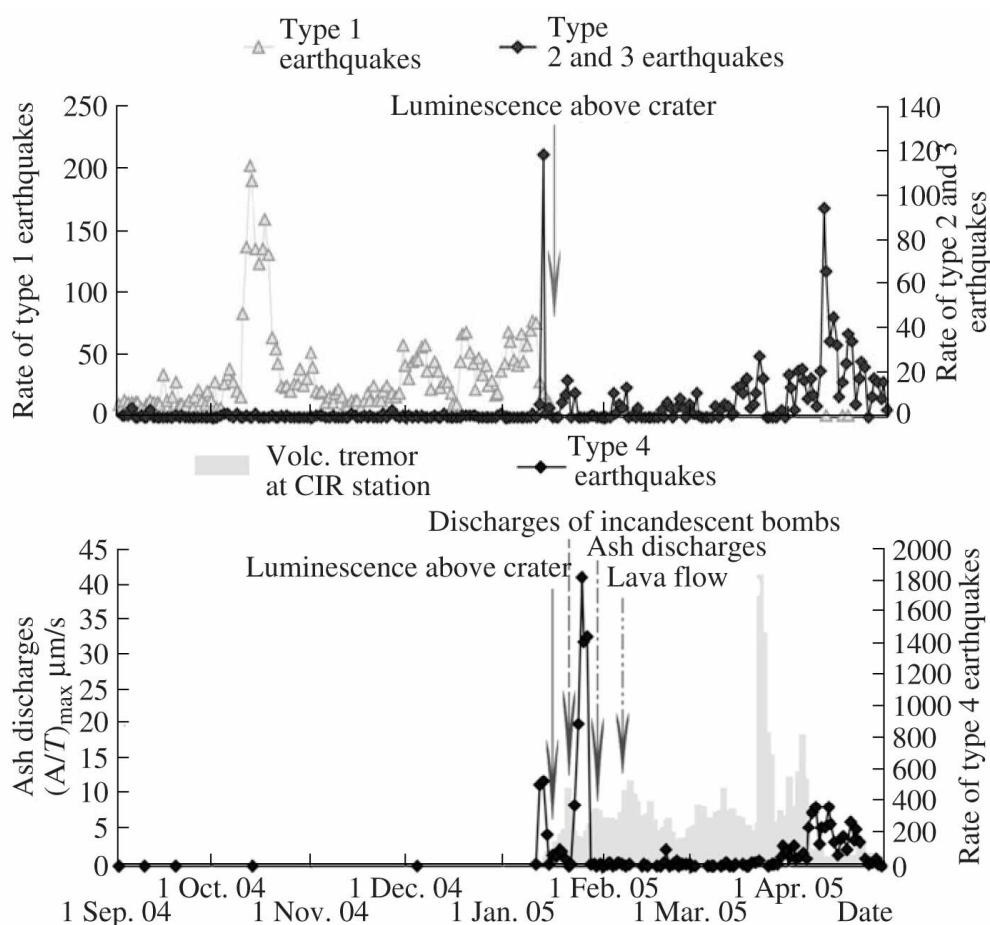 Type 1
earthquakes
Type
2 and 3 earthquakes
Luminescence above crater
Rate of type 1 earthquakes
250
200
150
100
50
0
140
120
100
80
60
40
20
0
Rate of type 2 and 3
earthquakes
Volc. tremor
at CIR station
Type 4
earthquakes
Discharges of incandescent bombs
Ash discharges
Luminescence above crater
Lava flow
Ash discharges
(A/T)max µm/s
45
40
35
30
25
20
15
10
5
0
2000
1800
1600
1400
1200
1000
800
600
400
200
0
Rate of type 4 earthquakes
1 Oct. 04 1 Dec. 04 1 Feb. 05 1 Apr. 05
1 Sep. 04 1 Nov. 04 1 Jan. 05 1 Mar. 05 Date